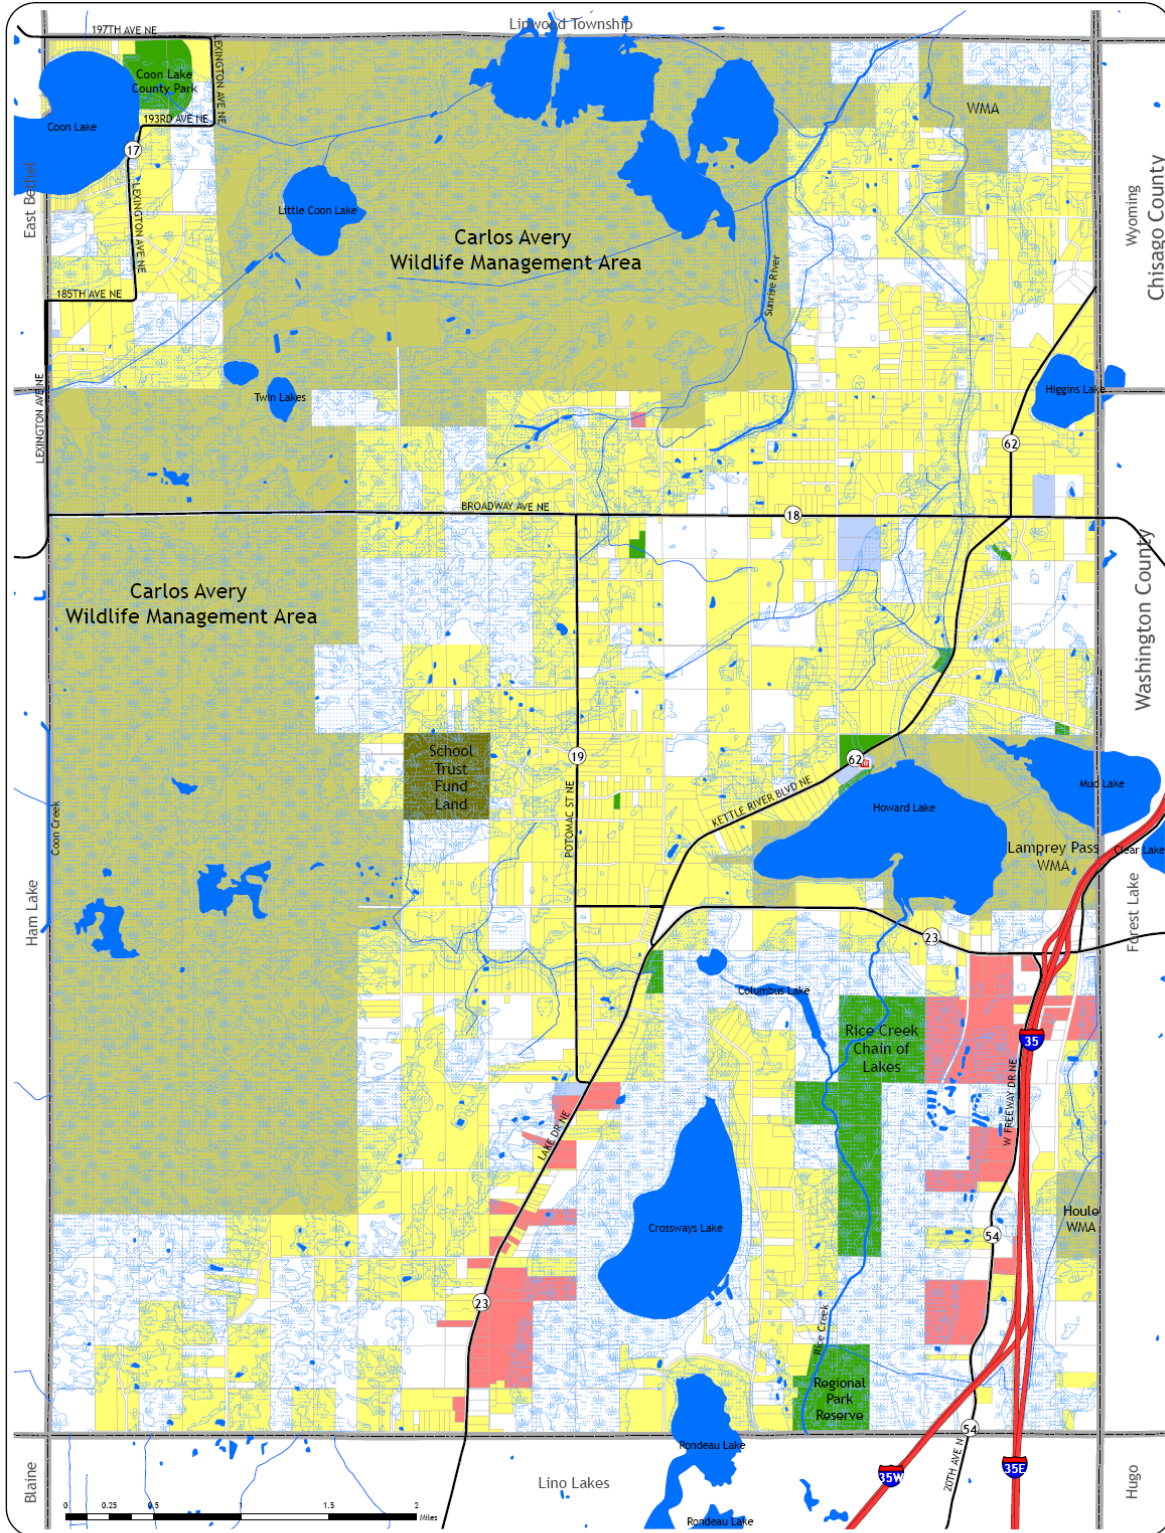 Linwood Township
197TH AVE NE
LEXINGTON AVE NE
Coon Lake
County Park
Coon Lake
193RD AVE NE
17
WMA
East Bethel
LEXINGTON AVE NE
Little Coon Lake
Carlos Avery
Wildlife Management Area
Wyoming
Chisago County
Sunrise River
185TH AVE NE
LEXINGTON AVE NE
Twin Lakes
Higgins Lake
62
BROADWAY AVE NE
18
Carlos Avery
Wildlife Management Area
Washington County
School
Trust
Fund
Land
19
62
POTOMAC ST NE
KETTLE RIVER BLVD NE
Howard Lake
Mud Lake
Coon Creek
Lamprey Pass
WMA
Clear Lake
Ham Lake
Forest Lake
23
Columbus Lake
Rice Creek
Chain of
Lakes
35
W FREEWAY DR NE
LAKE DR NE
Crossways Lake
Houle
WMA
54
23
Rice Creek
Regional
Park
Reserve
54
Rondeau Lake
20TH AVE N
35W
35E
Blaine
Lino Lakes
Hugo
0 0.25 0.5 1 1.5 2
Miles
Rondeau Lake